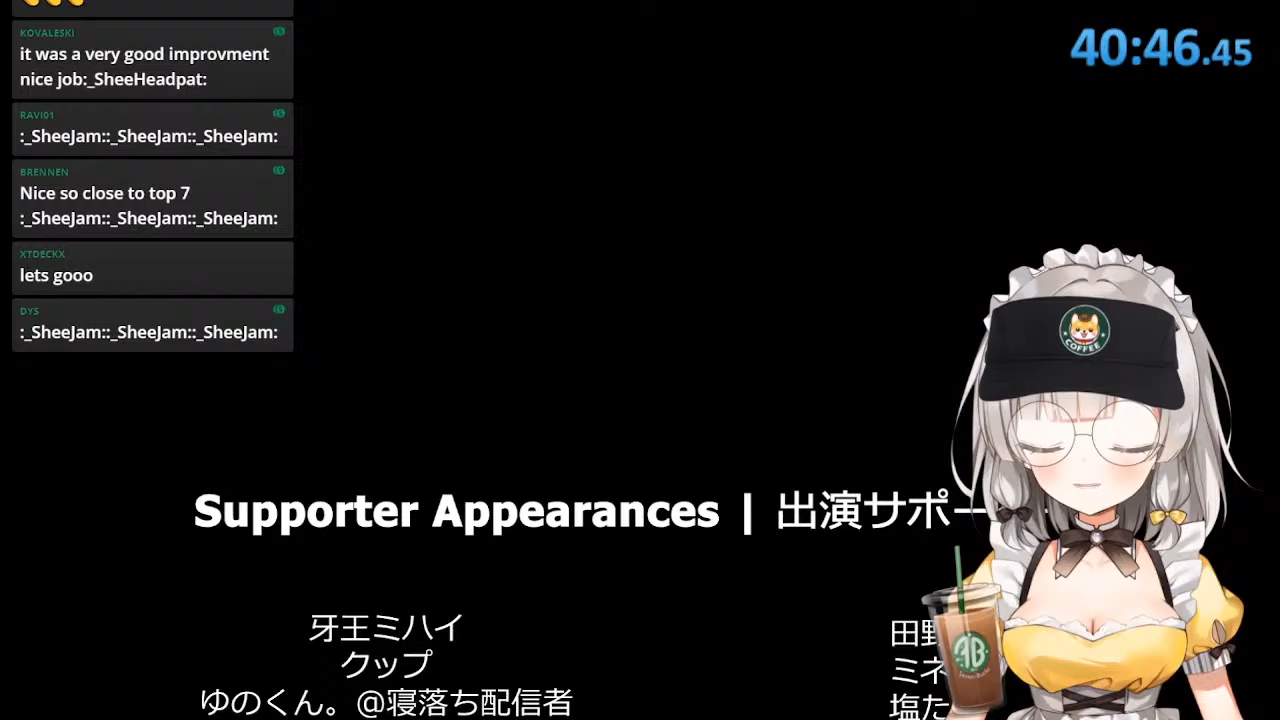 KOVALESKI
it was a very good improvment
nice job:_SheeHeadpat:
RAVI01
:_SheeJam::_SheeJam::_SheeJam:
BRENNEN
Nice so close to top 7
:_SheeJam::_SheeJam::_SheeJam:
XTDECKX
lets gooo
DYS
:_SheeJam::_SheeJam::_SheeJam:
40:46.45
COFFEE
Supporter Appearances | 出演サポー
牙王ミハイ
クップ
ゆのくん。@寝落ち配信者
田野
ミネ
塩た